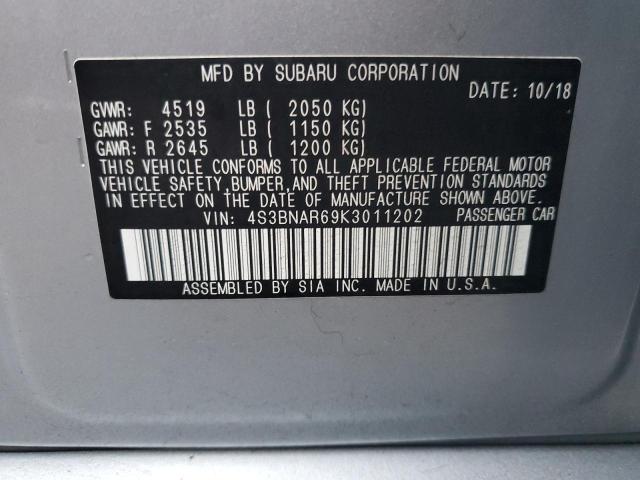 MFD BY SUBARU CORPORATION
DATE: 10/18
GVWR: 4519 LB ( 2050 KG)
GAWR: F 2535 LB ( 1150 KG)
GAWR: R 2645 LB ( 1200 KG)
THIS VEHICLE CONFORMS TO ALL APPLICABLE FEDERAL MOTOR
VEHICLE SAFETY,BUMPER,AND THEFT PREVENTION STANDARDS
IN EFFECT ON THE DATE OF MANUFACTURE SHOWN ABOVE.
VIN: 4S3BNAR69K3011202 PASSENGER CAR
ASSEMBLED BY SIA INC. MADE IN U.S.A.